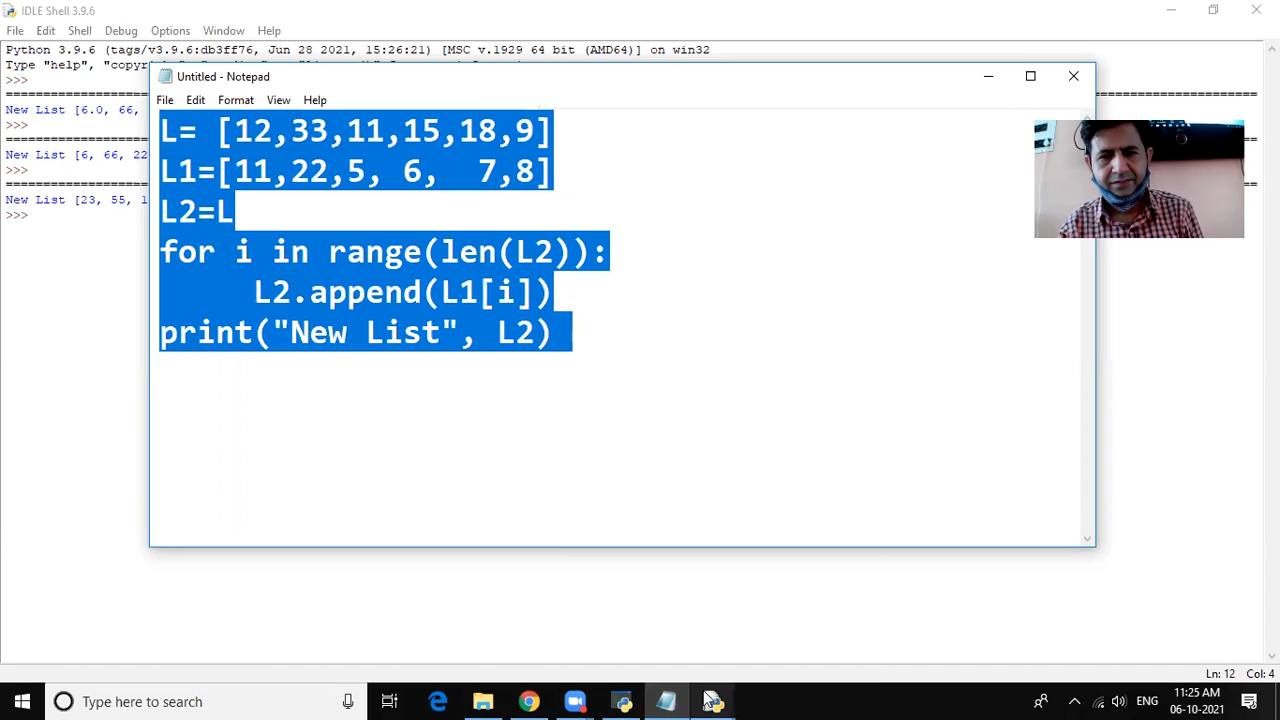 IDLE Shell 3.9.6
File Edit Shell Debug Options Window Help
Python 3.9.6 (tags/v3.9.6:db3ff76, Jun 28 2021, 15:26:21) [MSC v.1929 64 bit (AMD64)] on win32
Type "help", "copyr
>>>
New List [6.0, 66,
>>>
New List [6, 66, 22
>>>
New List [23, 55, 1
>>>
Untitled - Notepad
File Edit Format View Help
L= [12,33,11,15,18,9]
L1=[11,22,5, 6,  7,8]
L2=L
for i in range(len(L2)):
     L2.append(L1[i])
print("New List", L2)
Ln: 12 Col: 4
Type here to search
ENG
11:25 AM
06-10-2021